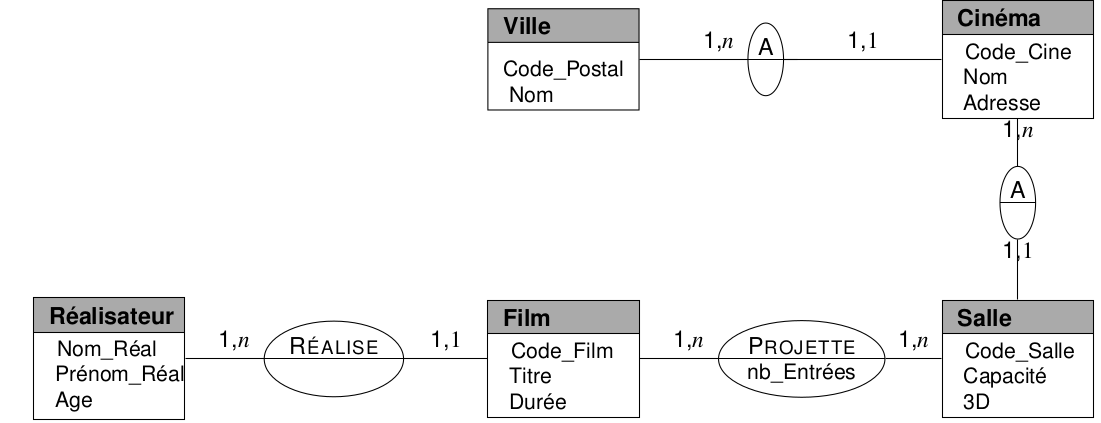 Ville
Code_Postal
Nom
1,n
A
1,1
Cinéma
Code_Cine
Nom
Adresse
1,n
A
1,1
Réalisateur
Nom_Réal
Prénom_Réal
Age
1,n
RÉALISE
1,1
Film
Code_Film
Titre
Durée
1,n
PROJETTE
nb_Entrées
1,n
Salle
Code_Salle
Capacité
3D